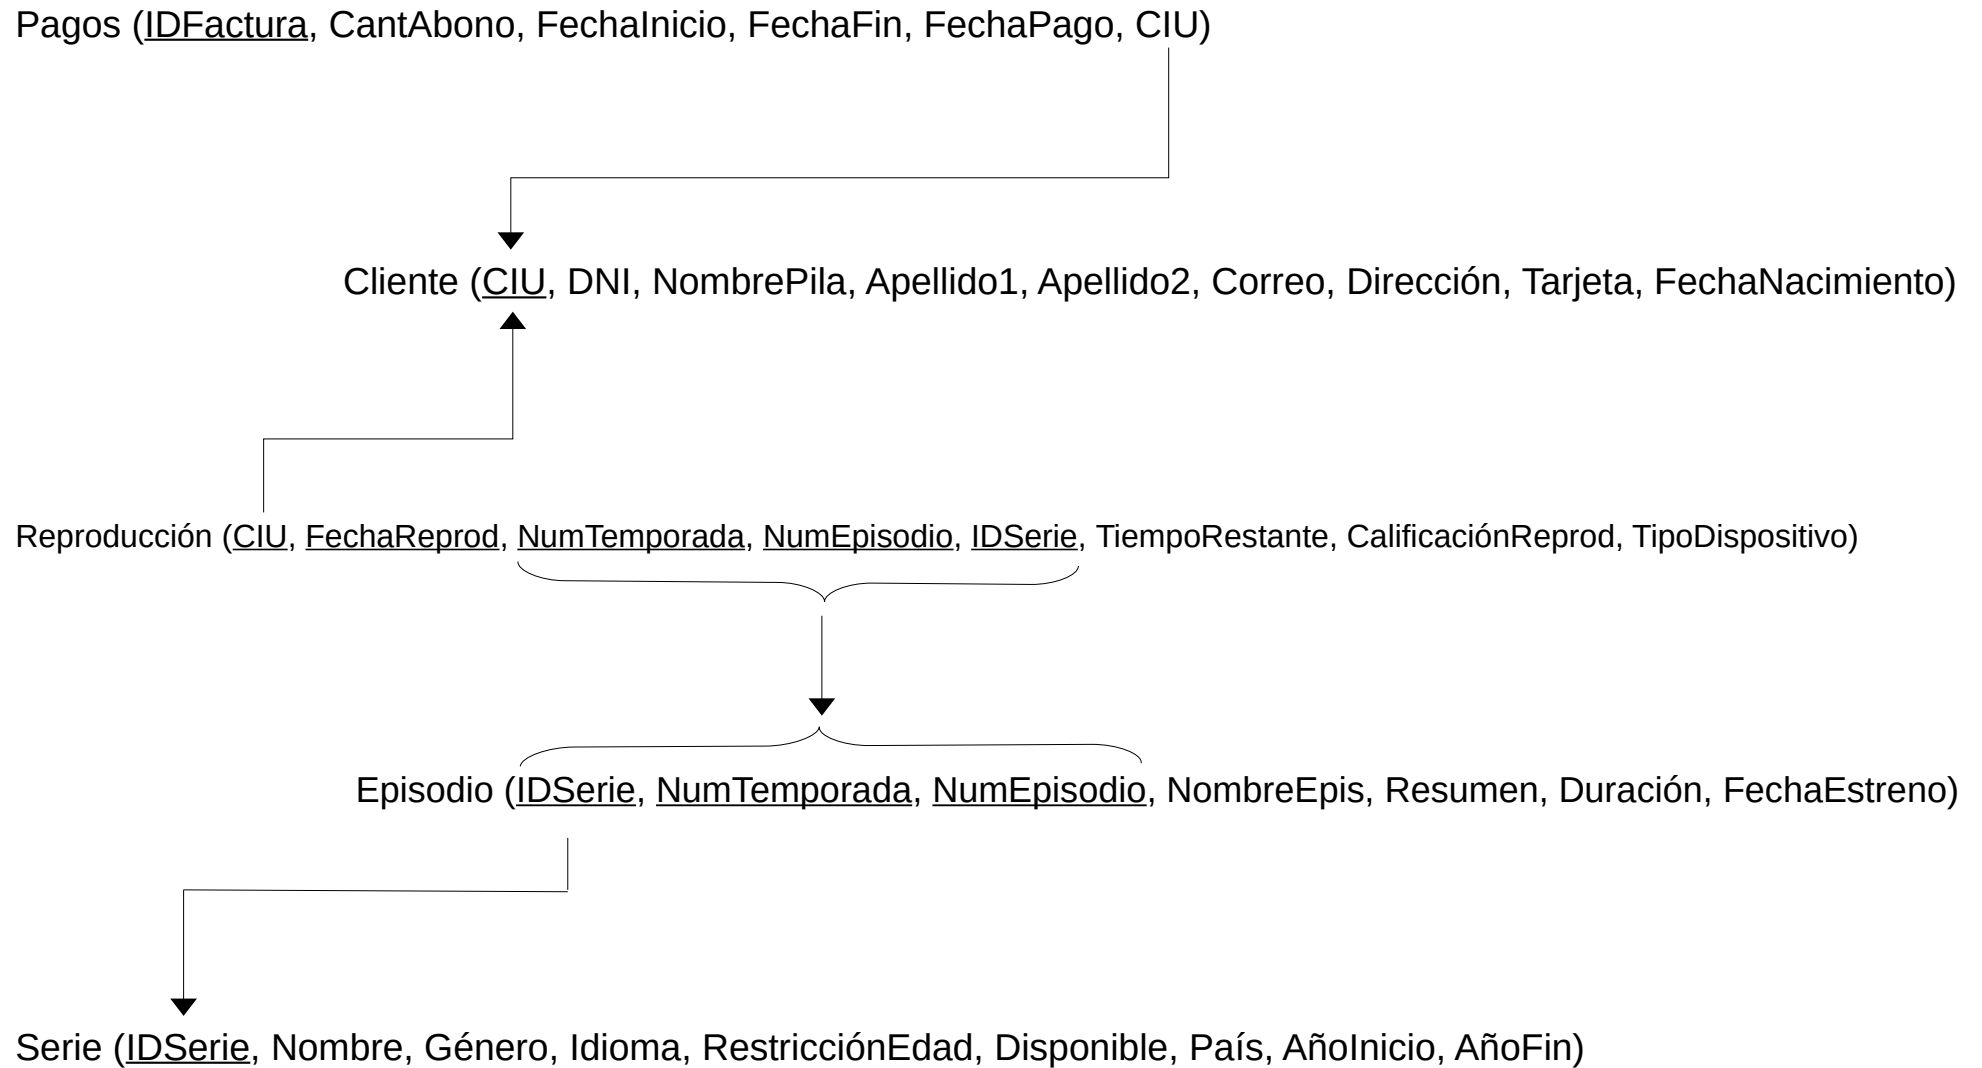 Pagos (IDFactura, CantAbono, FechaInicio, FechaFin, FechaPago, CIU)
Cliente (CIU, DNI, NombrePila, Apellido1, Apellido2, Correo, Dirección, Tarjeta, FechaNacimiento)
Reproducción (CIU, FechaReprod, NumTemporada, NumEpisodio, IDSerie, TiempoRestante, CalificaciónReprod, TipoDispositivo)
Episodio (IDSerie, NumTemporada, NumEpisodio, NombreEpis, Resumen, Duración, FechaEstreno)
Serie (IDSerie, Nombre, Género, Idioma, RestricciónEdad, Disponible, País, AñoInicio, AñoFin)